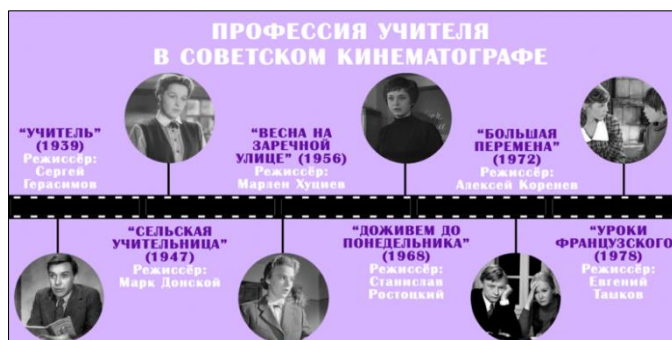 ПРОФЕССИЯ УЧИТЕЛЯ
В СОВЕТСКОМ КИНЕМАТОГРАФЕ
“УЧИТЕЛЬ”
(1939)
Режиссёр:
Сергей
Герасимов
“ВЕСНА НА
ЗАРЕЧНОЙ
УЛИЦЕ” (1956)
Режиссёр:
Марлен Хуциев
“БОЛЬШАЯ
ПЕРЕМЕНА”
(1972)
Режиссёр:
Алексей Коренев
“СЕЛЬСКАЯ
УЧИТЕЛЬНИЦА”
(1947)
Режиссёр:
Марк Донской
“ДОЖИВЕМ ДО
ПОНЕДЕЛЬНИКА”
(1968)
Режиссёр:
Станислав
Ростоцкий
“УРОКИ
ФРАНЦУЗСКОГО”
(1978)
Режиссёр:
Евгений
Ташков